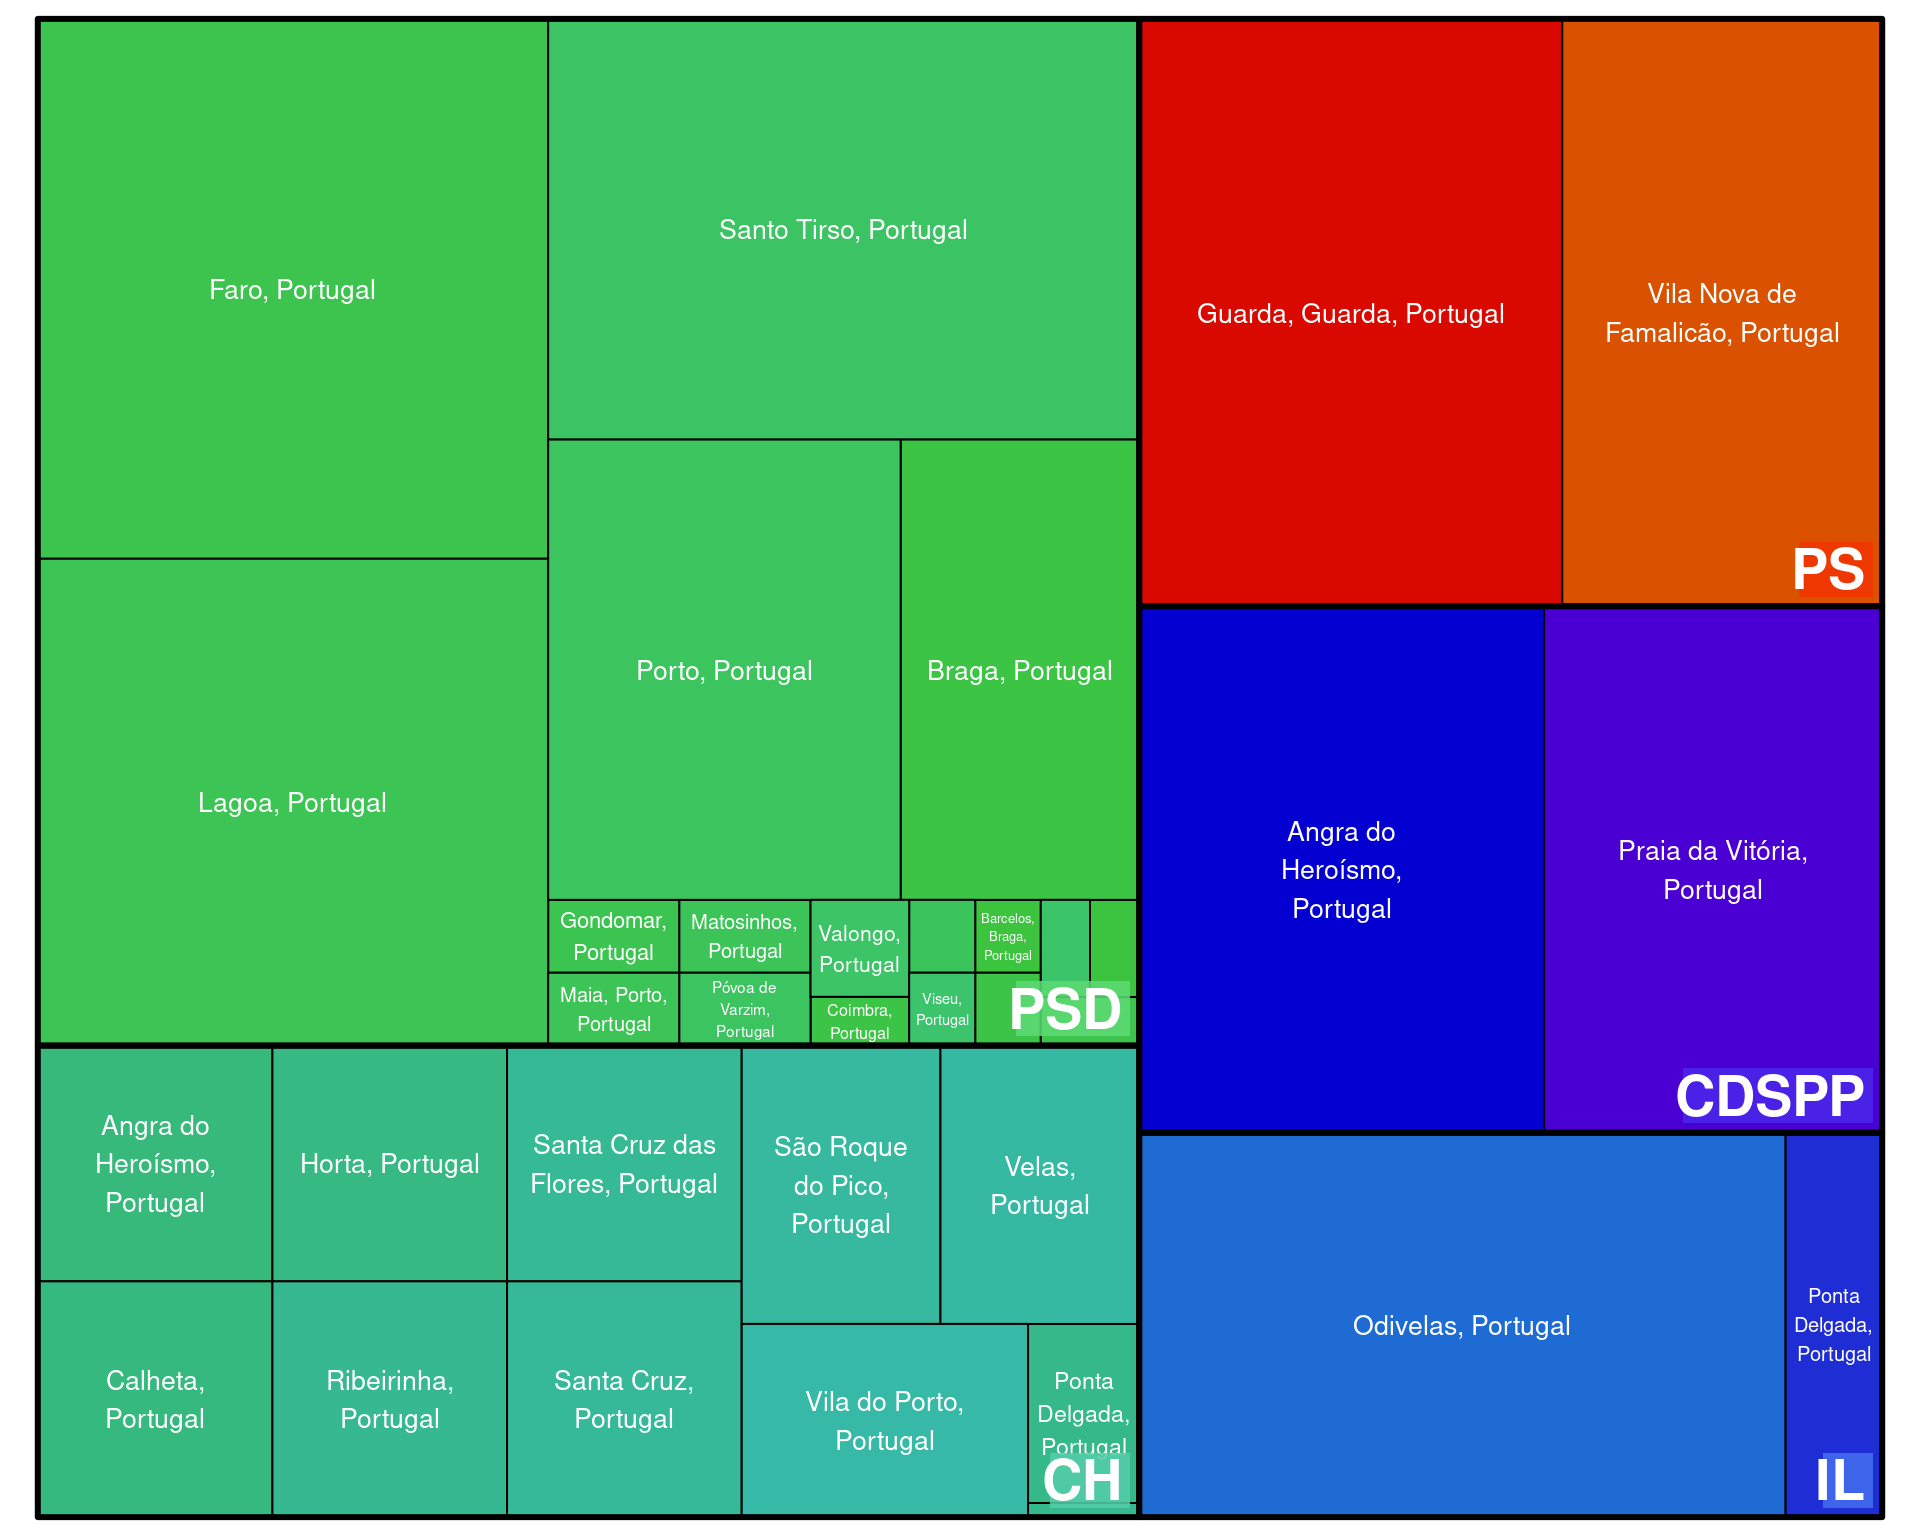 Faro, Portugal
Santo Tirso, Portugal
Lagoa, Portugal
Porto, Portugal
Braga, Portugal
Gondomar,
Portugal
Matosinhos,
Portugal
Valongo,
Portugal
Barcelos,
Braga,
Portugal
Maia, Porto,
Portugal
Póvoa de
Varzim,
Portugal
Coimbra,
Portugal
Viseu,
Portugal
PSD
Guarda, Guarda, Portugal
Vila Nova de
Famalicão, Portugal
PS
Angra do
Heroísmo,
Portugal
Praia da Vitória,
Portugal
CDSPP
Angra do
Heroísmo,
Portugal
Horta, Portugal
Santa Cruz das
Flores, Portugal
São Roque
do Pico,
Portugal
Velas,
Portugal
Calheta,
Portugal
Ribeirinha,
Portugal
Santa Cruz,
Portugal
Vila do Porto,
Portugal
Ponta
Delgada,
Portugal
CH
Odivelas, Portugal
Ponta
Delgada,
Portugal
IL